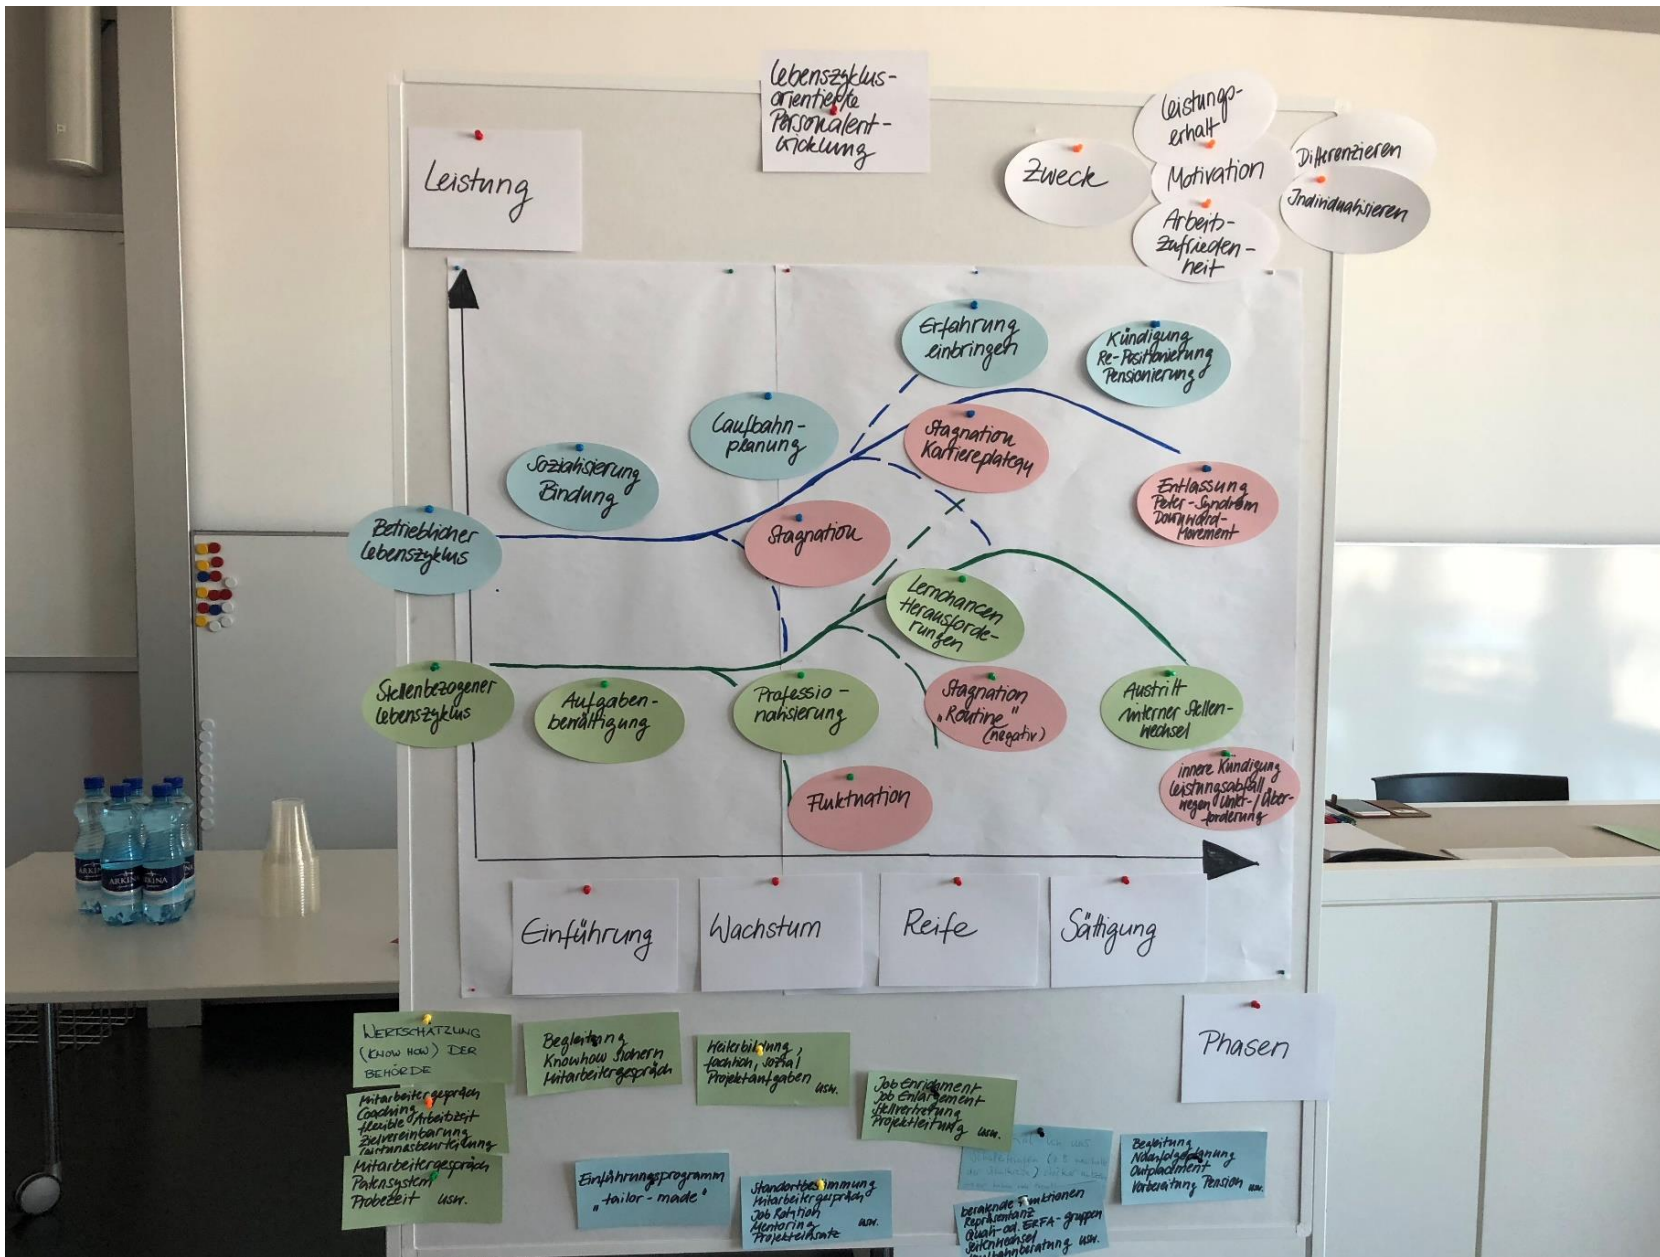 Lebenszyklus-
orientierte
Personalent-
wicklung
Leistung
Zweck
Leistungs-
erhalt
Motivation
Arbeits-
zufrieden-
heit
Differenzieren
Individualisieren
Erfahrung
einbringen
Kündigung
Re-Positionierung
Pensionierung
Laufbahn-
planung
Stagnation
Karriereplateau
Sozialisierung
Bindung
Entlassung
Peter-Syndrom
Downward-
Movement
Betrieblicher
Lebenszyklus
Stagnation
Lernchancen
Herausforde-
rungen
Stellenbezogener
Lebenszyklus
Aufgaben-
bewältigung
Professio-
nalisierung
Stagnation
"Routine"
(negativ)
Austritt
interner Stellen-
wechsel
Fluktuation
innere Kündigung
Leistungsabfall
wegen Unter-/Über-
forderung
ARKINA
ARKINA
Einführung
Wachstum
Reife
Sättigung
Phasen
WERTSCHÄTZUNG
(KNOW HOW) DER
BEHÖRDE
Begleitung
Knowhow sichern
Mitarbeitergespräch
Weiterbildung,
fachlich, sozial
Projektaufgaben
usw.
Job Enrichment
Job Enlargement
Stellvertretung
Projektleitung usw.
Mitarbeitergespräch
Coaching
flexible Arbeitszeit
Zielvereinbarung
Leistungsbeurteilung
Mitarbeitergespräch
Patensystem
Probezeit usw.
Einführungsprogramm
"tailor-made"
Standortbestimmung
Mitarbeitergespräch
Job Rotation
Mentoring usw.
Projekteinsatz
beratende Funktionen
Repräsentanz
Quali- od. ERFA-gruppen
Seitenwechsel
Laufbahnberatung usw.
Begleitung
Nachfolgeplanung
Outplacement
Vorbereitung Pension usw.